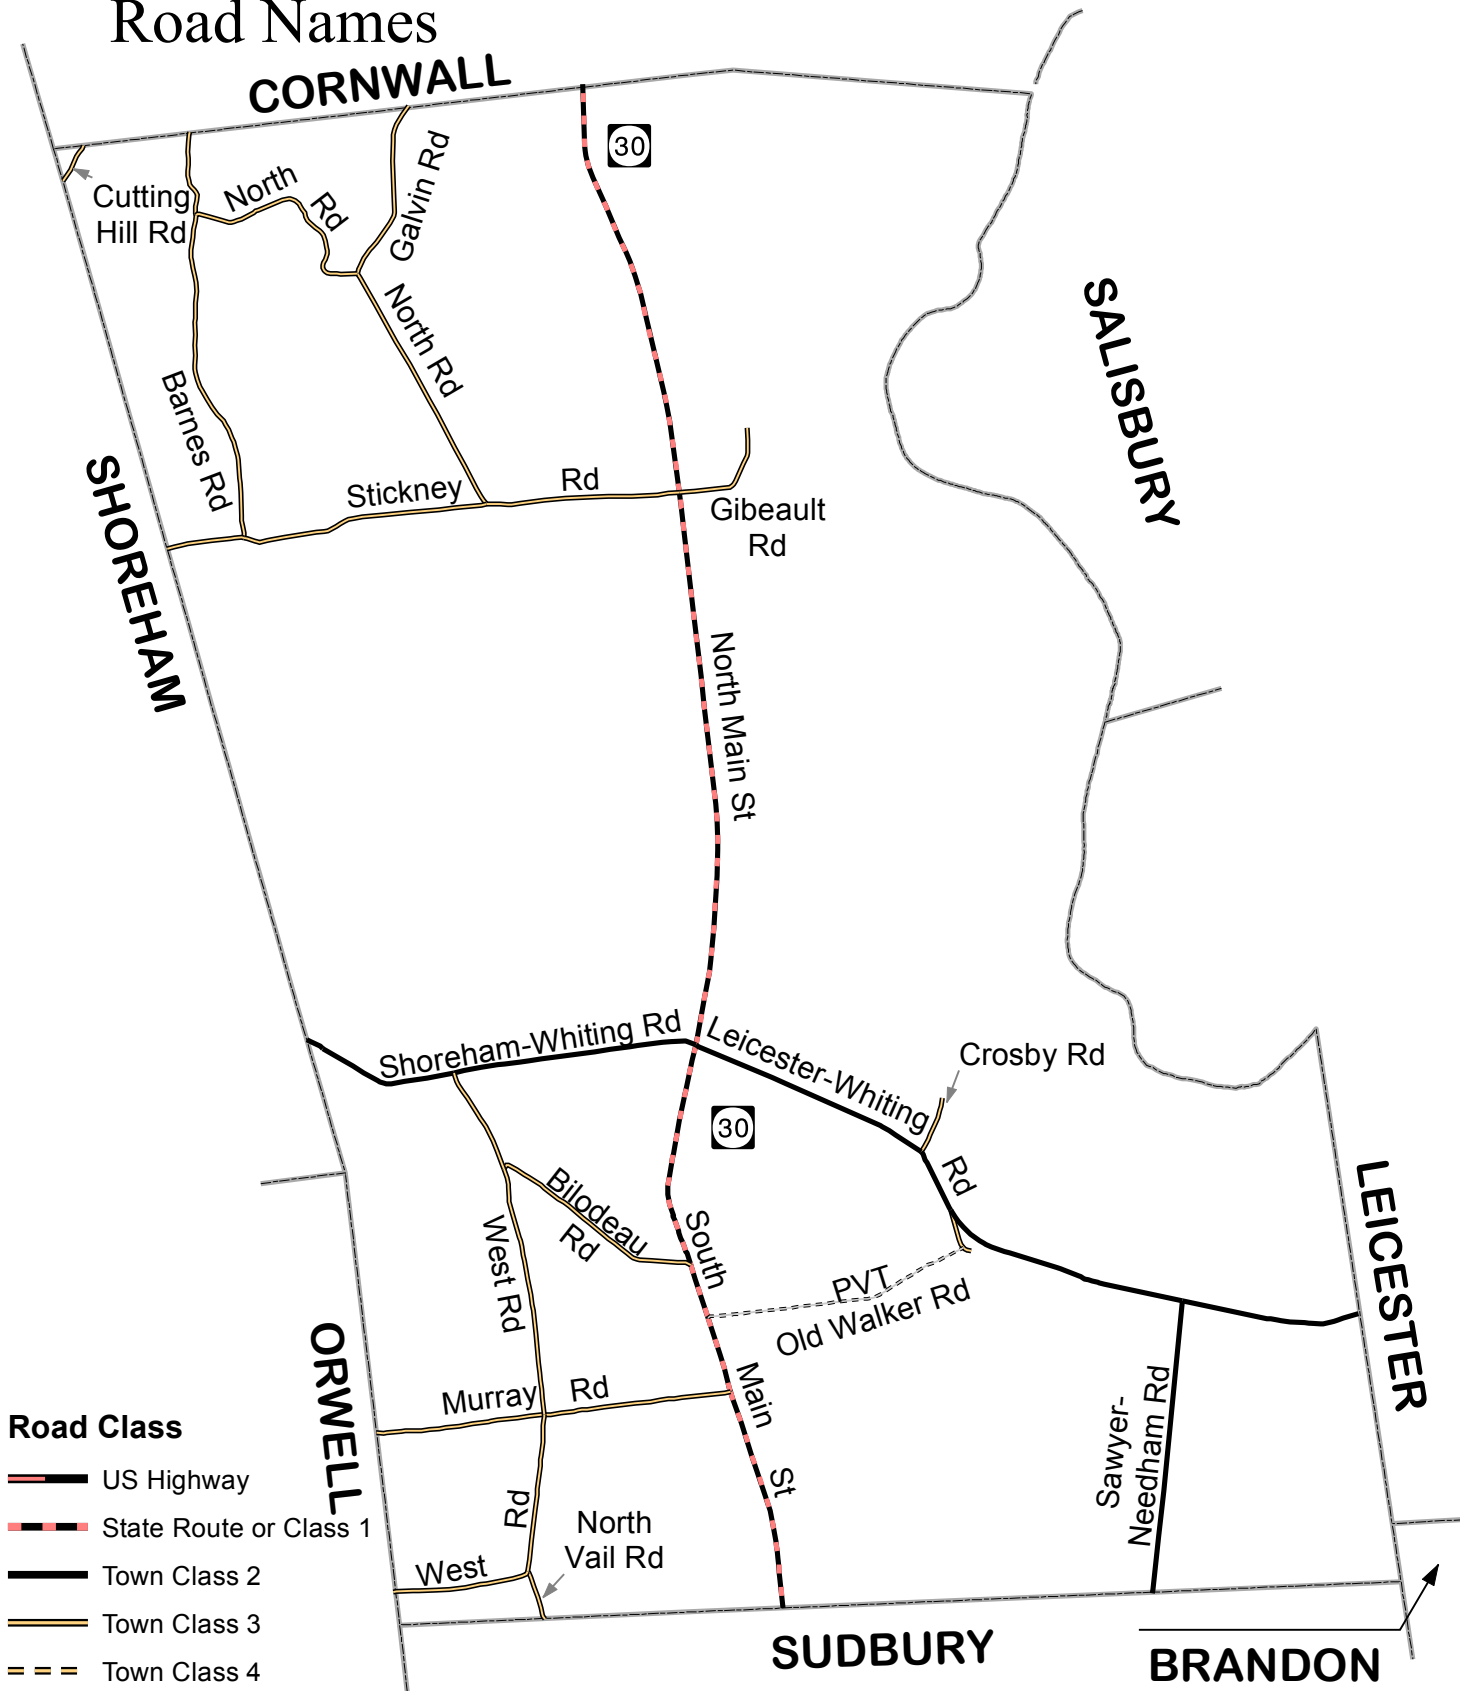 Road Names
CORNWALL
30
Cutting
Hill Rd
North
Rd
Galvin Rd
North Rd
Barnes Rd
SALISBURY
SHOREHAM
Stickney
Rd
Gibeault
Rd
North Main St
Shoreham-Whiting Rd
Leicester-Whiting
Rd
Crosby Rd
30
Bilodeau
Rd
West Rd
South
Main
St
PVT
Old Walker Rd
LEICESTER
ORWELL
Murray
Rd
Sawyer-
Needham Rd
Rd
West
North
Vail Rd
Road Class
US Highway
State Route or Class 1
Town Class 2
Town Class 3
Town Class 4
SUDBURY
BRANDON